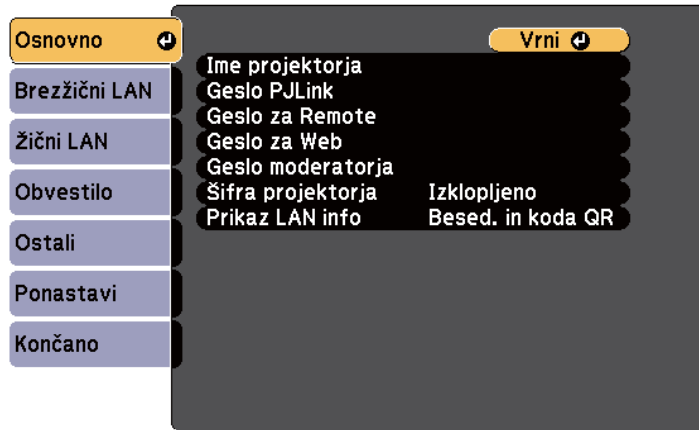 Osnovno
Brezžični LAN
Žični LAN
Obvestilo
Ostali
Ponastavi
Končano
Vrni
Ime projektorja
Geslo PJLink
Geslo za Remote
Geslo za Web
Geslo moderatorja
Šifra projektorja Izklopljeno
Prikaz LAN info Besed. in koda QR